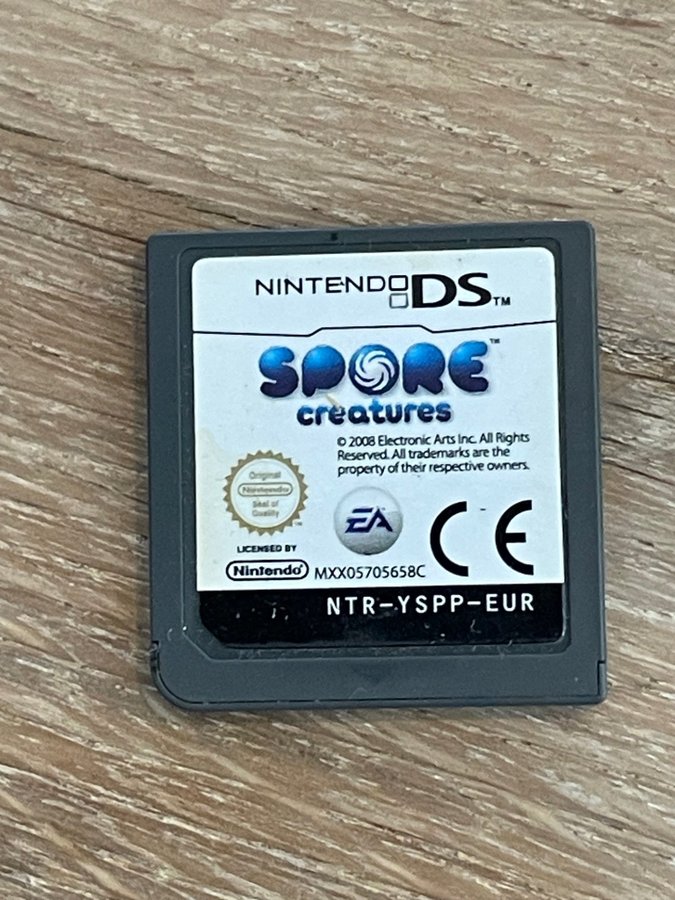 NINTENDO DS™
SPORE™
creatures
© 2008 Electronic Arts Inc. All Rights
Reserved. All trademarks are the
property of their respective owners.
Original
Nintendo
Seal of
Quality
™
EA
CE
LICENSED BY
Nintendo®
MXX05705658C
NTR-YSPP-EUR